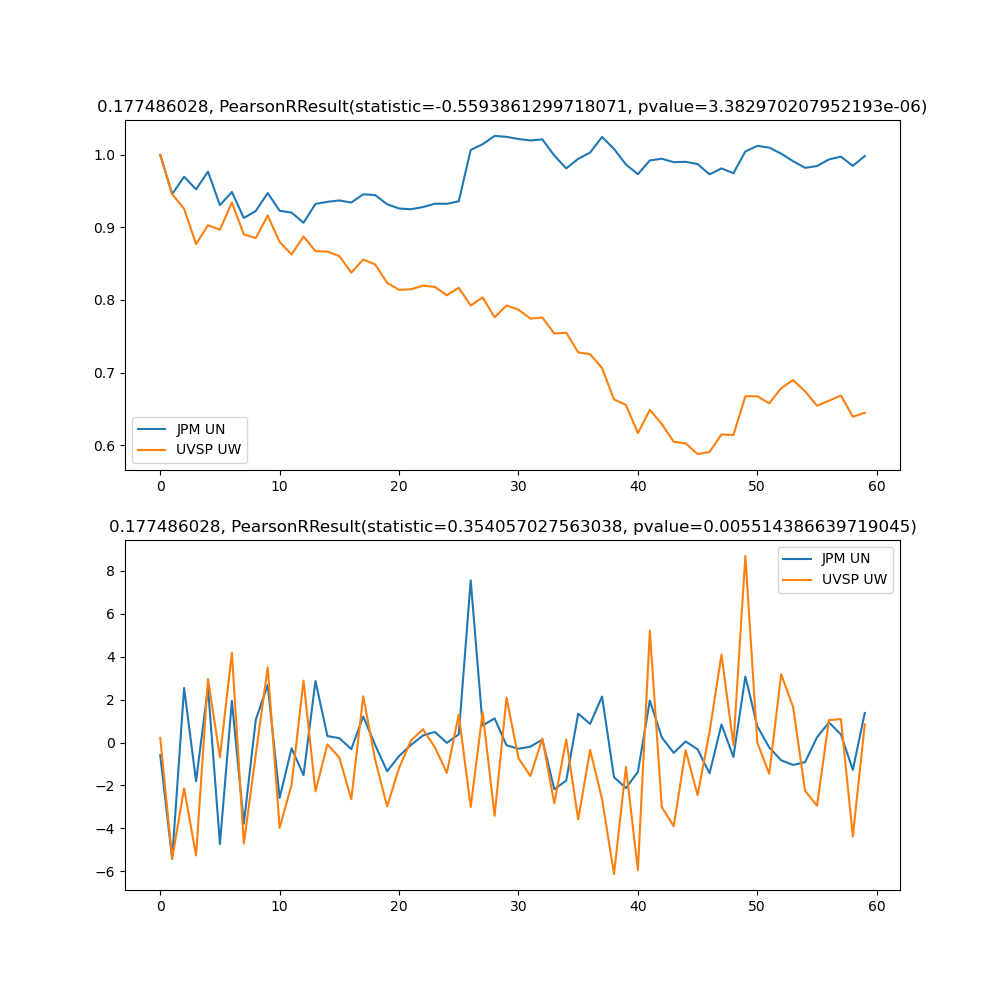 0.177486028, PearsonRResult(statistic=-0.5593861299718071, pvalue=3.382970207952193e-06)
1.0
0.9
0.8
0.7
0.6
JPM UN
UVSP UW
0 10 20 30 40 50 60
0.177486028, PearsonRResult(statistic=0.354057027563038, pvalue=0.005514386639719045)
JPM UN
UVSP UW
8
6
4
2
0
−2
−4
−6
0 10 20 30 40 50 60